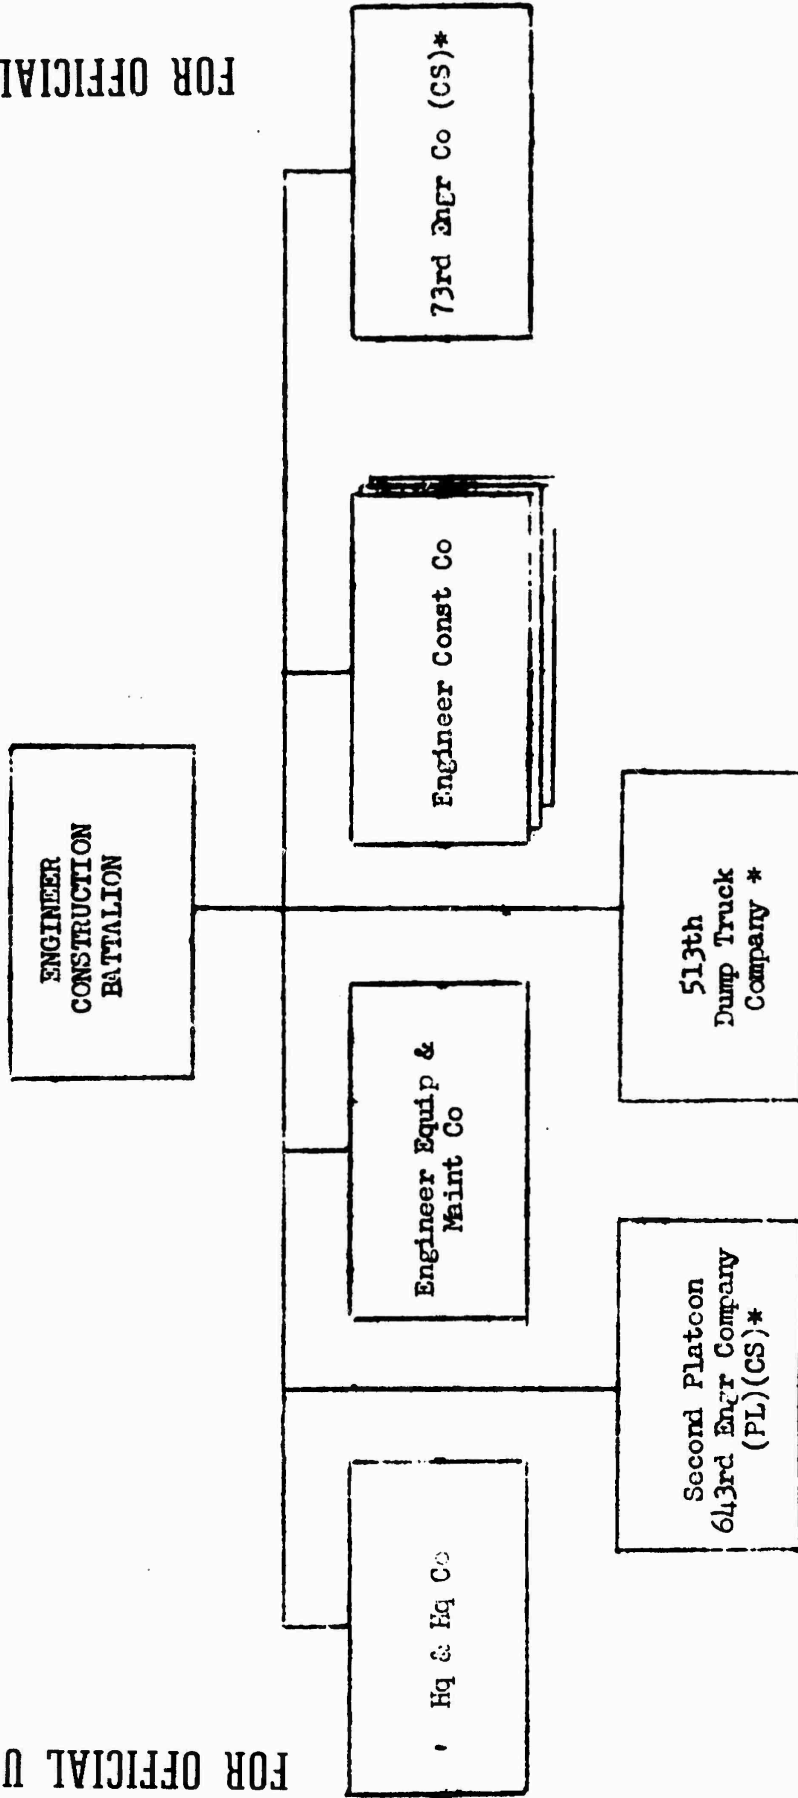 FOR OFFICIAL
FOR OFFICIAL U
ENGINEER
CONSTRUCTION
BATTALION
Hq & Hq Co
Engineer Equip &
Maint Co
Engineer Const Co
73rd Engr Co (CS)*
Second Platoon
643rd Engr Company
(PL)(CS)*
513th
Dump Truck
Company *